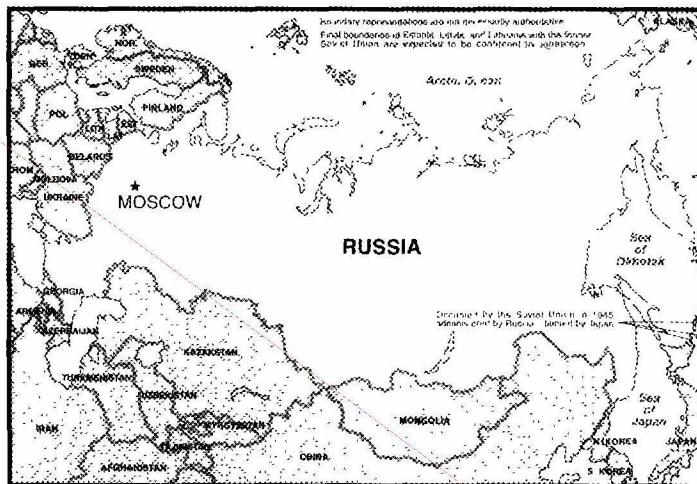 Boundary representations are not necessarily authoritative
Final boundaries of Estonia, Latvia, and Lithuania with the former
Soviet Union are expected to be confirmed in
ALASKA
NOR.
SWEDEN
Arctic Ocean
POL
FINLAND
LITH
EST
LAT
BELARUS
ROM
MOLDOVA
UKRAINE
MOSCOW
RUSSIA
Sea
of
Okhotsk
GEORGIA
ARMENIA
AZERBAIJAN
Occupied by the Soviet Union in 1945
administered by Russia claimed by Japan
KAZAKSTAN
TURKMENISTAN
UZBEKISTAN
IRAN
KYRGYZSTAN
MONGOLIA
Sea
of
Japan
AFGHANISTAN
CHINA
N KOREA
JAPAN
S KOREA